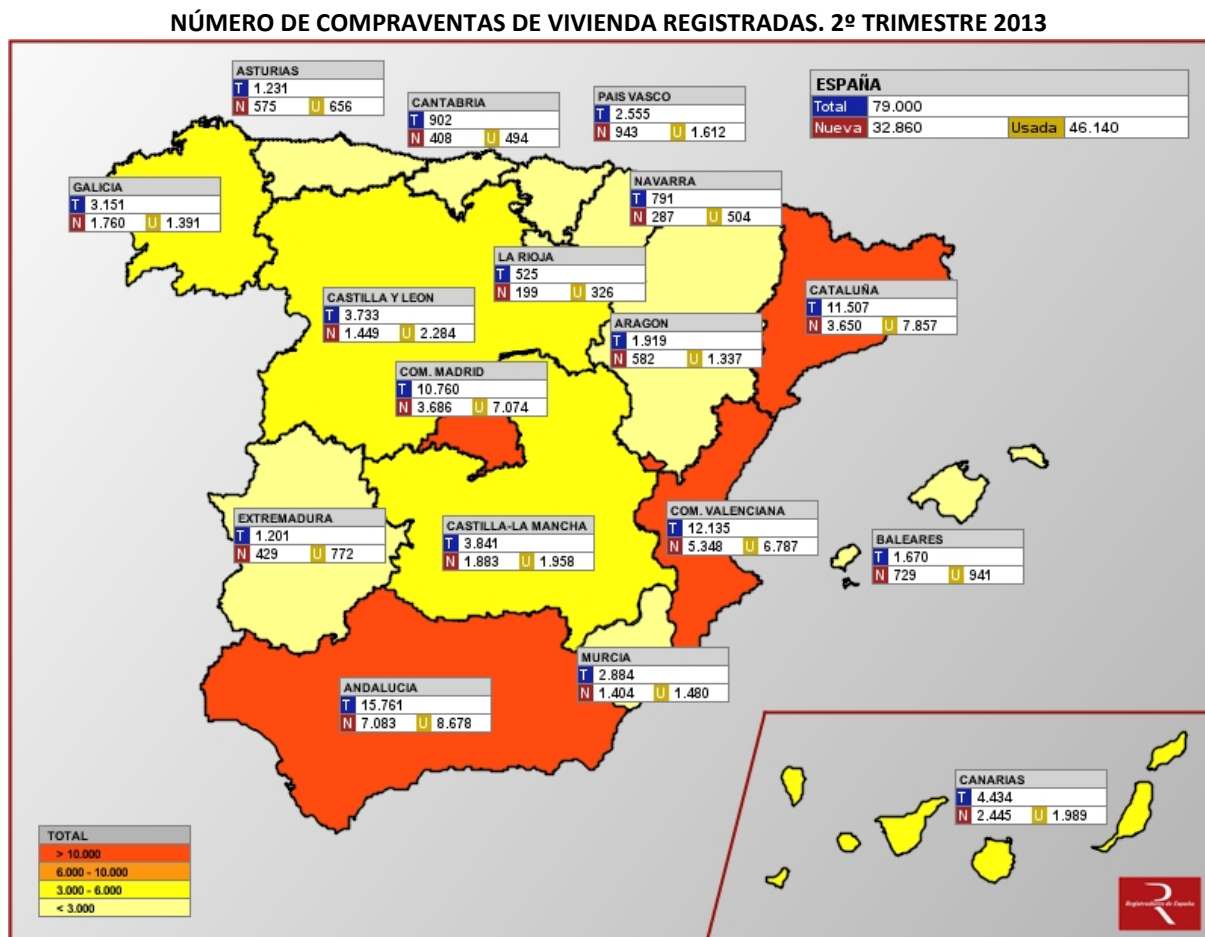 NÚMERO DE COMPRAVENTAS DE VIVIENDA REGISTRADAS. 2º TRIMESTRE 2013
ASTURIAS
T 1.231
N 575 U 656
CANTABRIA
T 902
N 408 U 494
PAIS VASCO
T 2.555
N 943 U 1.612
ESPAÑA
Total 79.000
Nueva 32.860 Usada 46.140
GALICIA
T 3.151
N 1.760 U 1.391
NAVARRA
T 791
N 287 U 504
LA RIOJA
T 525
N 199 U 326
CASTILLA Y LEON
T 3.733
N 1.449 U 2.284
CATALUÑA
T 11.507
N 3.650 U 7.857
ARAGON
T 1.919
N 582 U 1.337
COM. MADRID
T 10.760
N 3.686 U 7.074
EXTREMADURA
T 1.201
N 429 U 772
CASTILLA-LA MANCHA
T 3.841
N 1.883 U 1.958
COM. VALENCIANA
T 12.135
N 5.348 U 6.787
BALEARES
T 1.670
N 729 U 941
MURCIA
T 2.884
N 1.404 U 1.480
ANDALUCIA
T 15.761
N 7.083 U 8.678
CANARIAS
T 4.434
N 2.445 U 1.989
TOTAL
> 10.000
6.000 - 10.000
3.000 - 6.000
< 3.000
R
Registradores de España